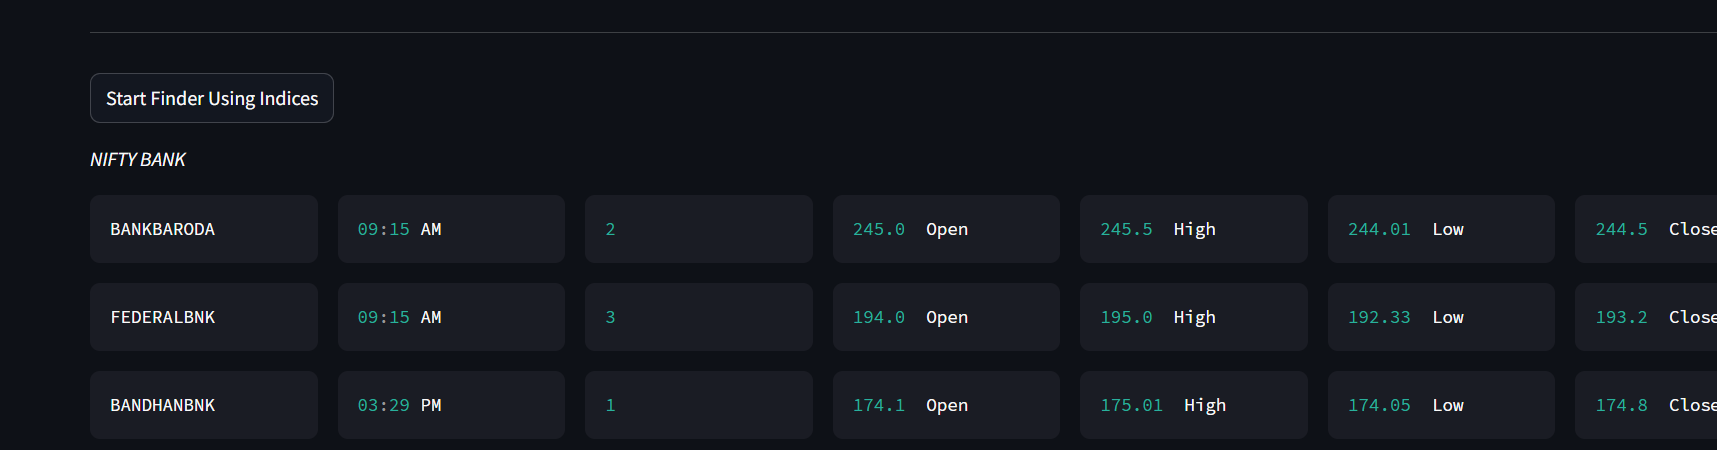 Start Finder Using Indices
NIFTY BANK
BANKBARODA 09:15 AM 2 245.0 Open 245.5 High 244.01 Low 244.5 Close
FEDERALBNK 09:15 AM 3 194.0 Open 195.0 High 192.33 Low 193.2 Close
BANDHANBNK 03:29 PM 1 174.1 Open 175.01 High 174.05 Low 174.8 Close